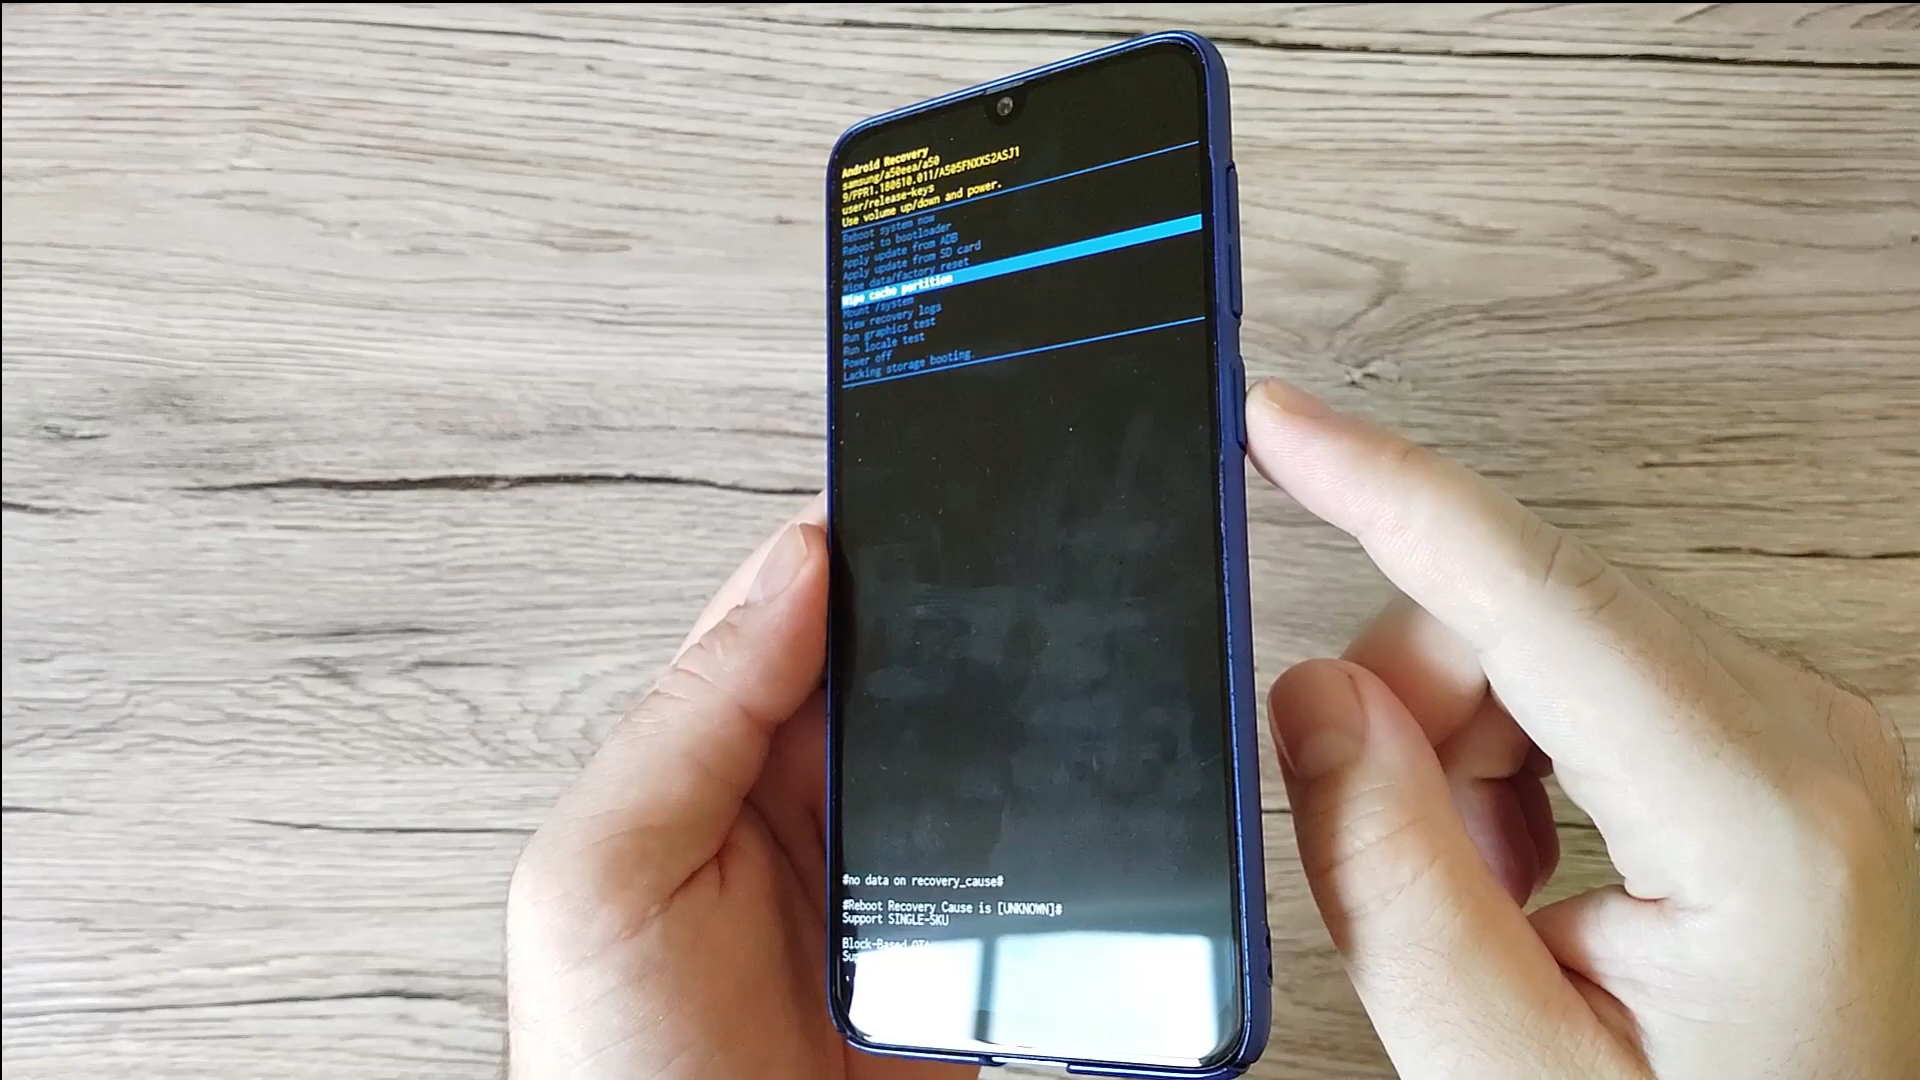 Android Recovery
samsung/a50eea/a50
9/PPR1.180610.011/A505FNXXS2ASJ1
user/release-keys
Use volume up/down and power.
Reboot system now
Reboot to bootloader
Apply update from ADB
Apply update from SD card
Wipe data/factory reset
Wipe cache partition
Mount /system
View recovery logs
Run graphics test
Run locale test
Power off
Lacking storage booting.
#no data on recovery_cause#
#Reboot Recovery Cause is [UNKNOWN]#
Support SINGLE-SKU
Block-Based